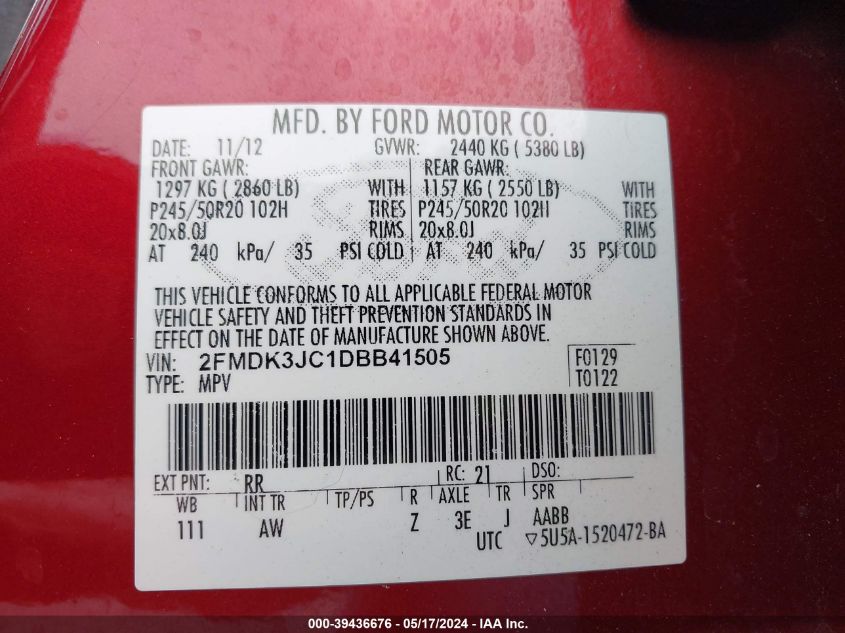 MFD. BY FORD MOTOR CO.
DATE: 11/12 GVWR: 2440 KG ( 5380 LB)
FRONT GAWR: REAR GAWR:
1297 KG ( 2860 LB) WITH 1157 KG ( 2550 LB) WITH
P245/50R20 102H TIRES P245/50R20 102H TIRES
20x8.0J RIMS 20x8.0J RIMS
AT 240 kPa/ 35 PSI COLD AT 240 kPa/ 35 PSI COLD
THIS VEHICLE CONFORMS TO ALL APPLICABLE FEDERAL MOTOR
VEHICLE SAFETY AND THEFT PREVENTION STANDARDS IN
EFFECT ON THE DATE OF MANUFACTURE SHOWN ABOVE.
VIN: 2FMDK3JC1DBB41505 F0129
TYPE: MPV T0122
EXT PNT: RR RC: 21 DSO:
WB INT TR TP/PS R AXLE TR SPR
111 AW Z 3E J AABB
UTC ▽5U5A-1520472-BA
000-39436676 - 05/17/2024 - IAA Inc.